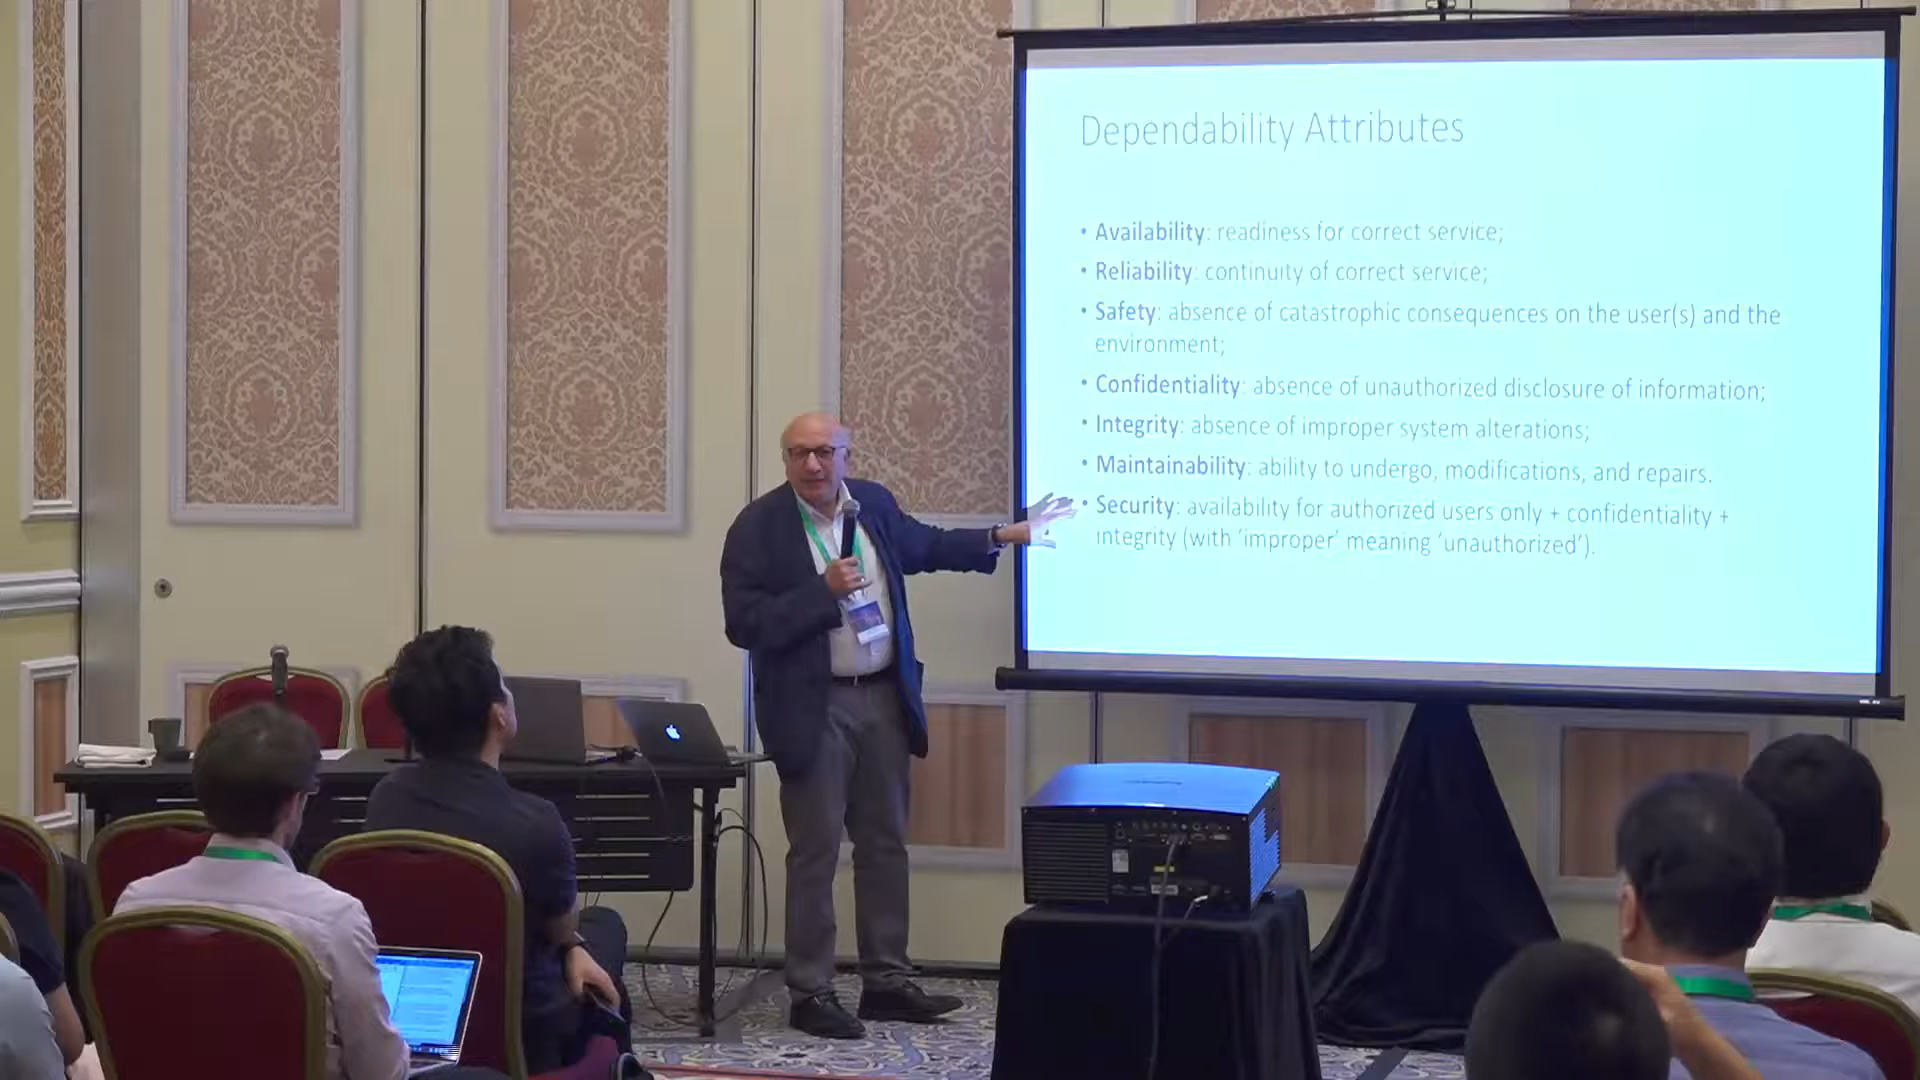 Dependability Attributes
• Availability: readiness for correct service;
• Reliability: continuity of correct service;
• Safety: absence of catastrophic consequences on the user(s) and the
environment;
• Confidentiality: absence of unauthorized disclosure of information;
• Integrity: absence of improper system alterations;
• Maintainability: ability to undergo, modifications, and repairs.
• Security: availability for authorized users only + confidentiality +
integrity (with ‘improper’ meaning ‘unauthorized’).